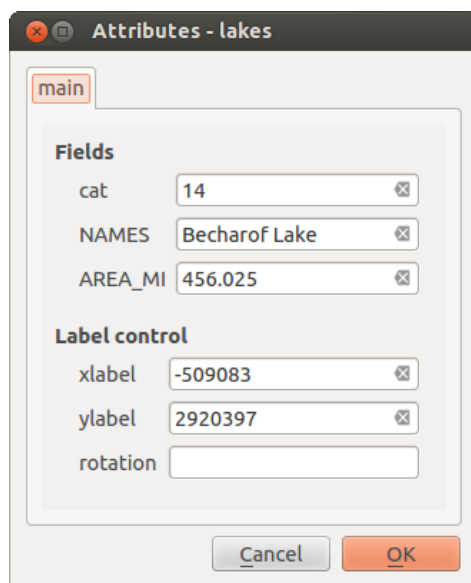 Attributes - lakes
main
Fields
cat 14
NAMES Becharof Lake
AREA_MI 456.025
Label control
xlabel -509083
ylabel 2920397
rotation
Cancel OK